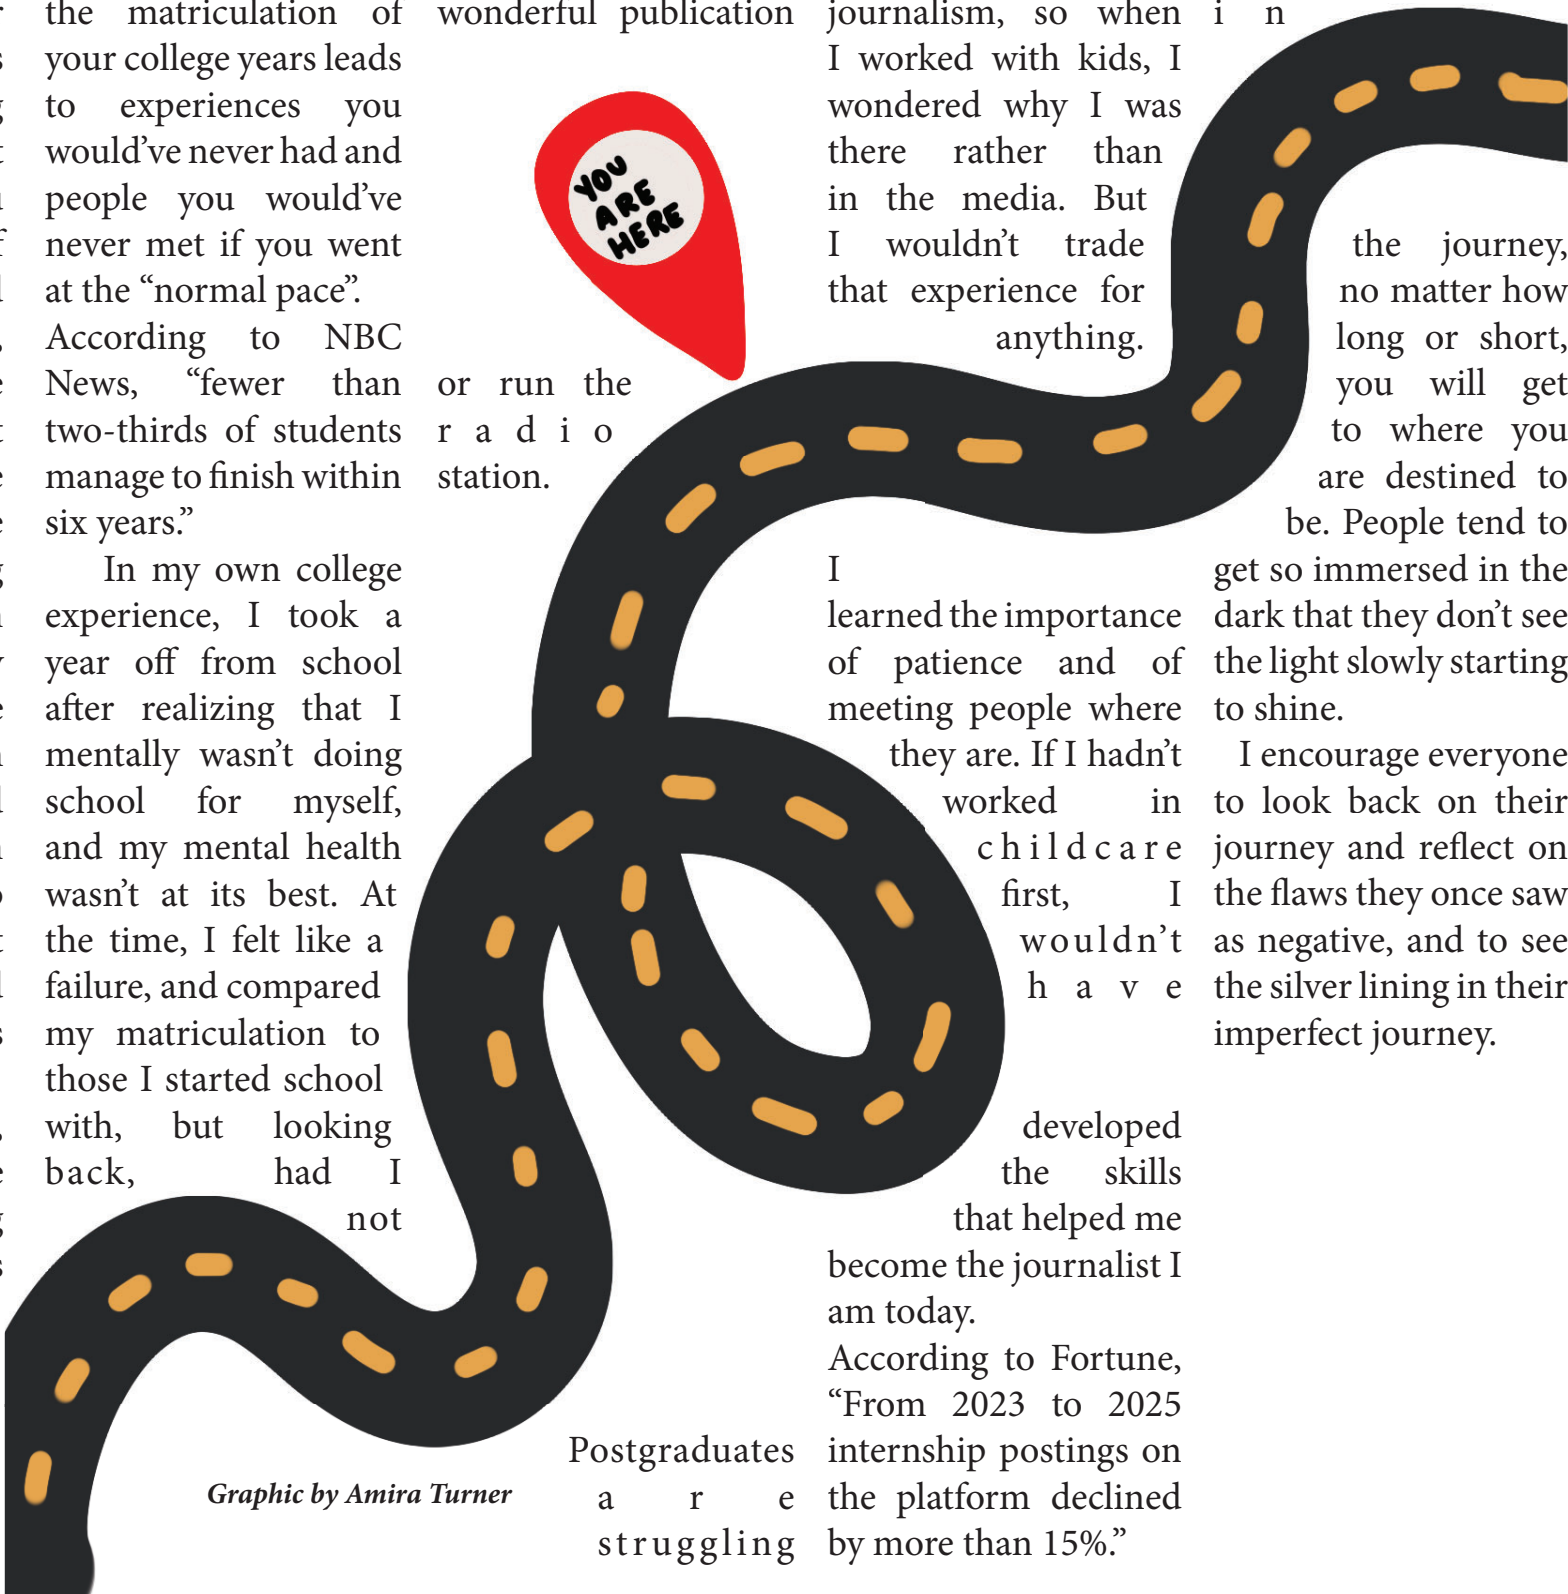 the matriculation of
your college years leads
to experiences you
would've never had and
people you would've
never met if you went
at the “normal pace”.
According to NBC
News, “fewer than
two-thirds of students
manage to finish within
six years.”
In my own college
experience, I took a
year off from school
after realizing that I
mentally wasn't doing
school for myself,
and my mental health
wasn't at its best. At
the time, I felt like a
failure, and compared
my matriculation to
those I started school
with, but looking
back, had I
not
wonderful publication
YOU
ARE
HERE
or run the
radio
station.
Graphic by Amira Turner
Postgraduates
are
struggling
journalism, so when
I worked with kids, I
wondered why I was
there rather than
in the media. But
I wouldn't trade
that experience for
anything.
I
learned the importance
of patience and of
meeting people where
they are. If I hadn't
worked in
childcare
first, I
wouldn't
have
developed
the skills
that helped me
become the journalist I
am today.
According to Fortune,
“From 2023 to 2025
internship postings on
the platform declined
by more than 15%.”
in
the journey,
no matter how
long or short,
you will get
to where you
are destined to
be. People tend to
get so immersed in the
dark that they don't see
the light slowly starting
to shine.
I encourage everyone
to look back on their
journey and reflect on
the flaws they once saw
as negative, and to see
the silver lining in their
imperfect journey.